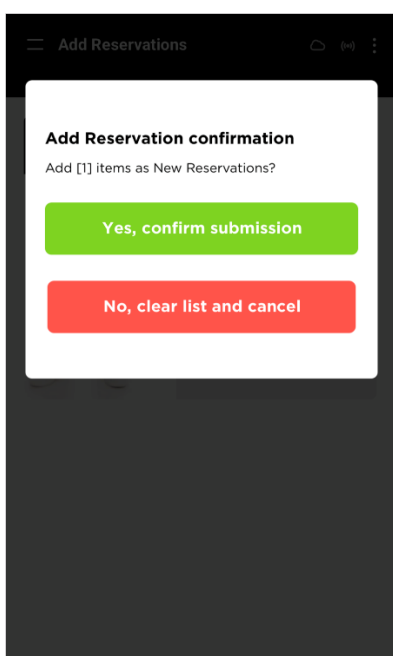 Add Reservations
Add Reservation confirmation
Add [1] items as New Reservations?
Yes, confirm submission
No, clear list and cancel